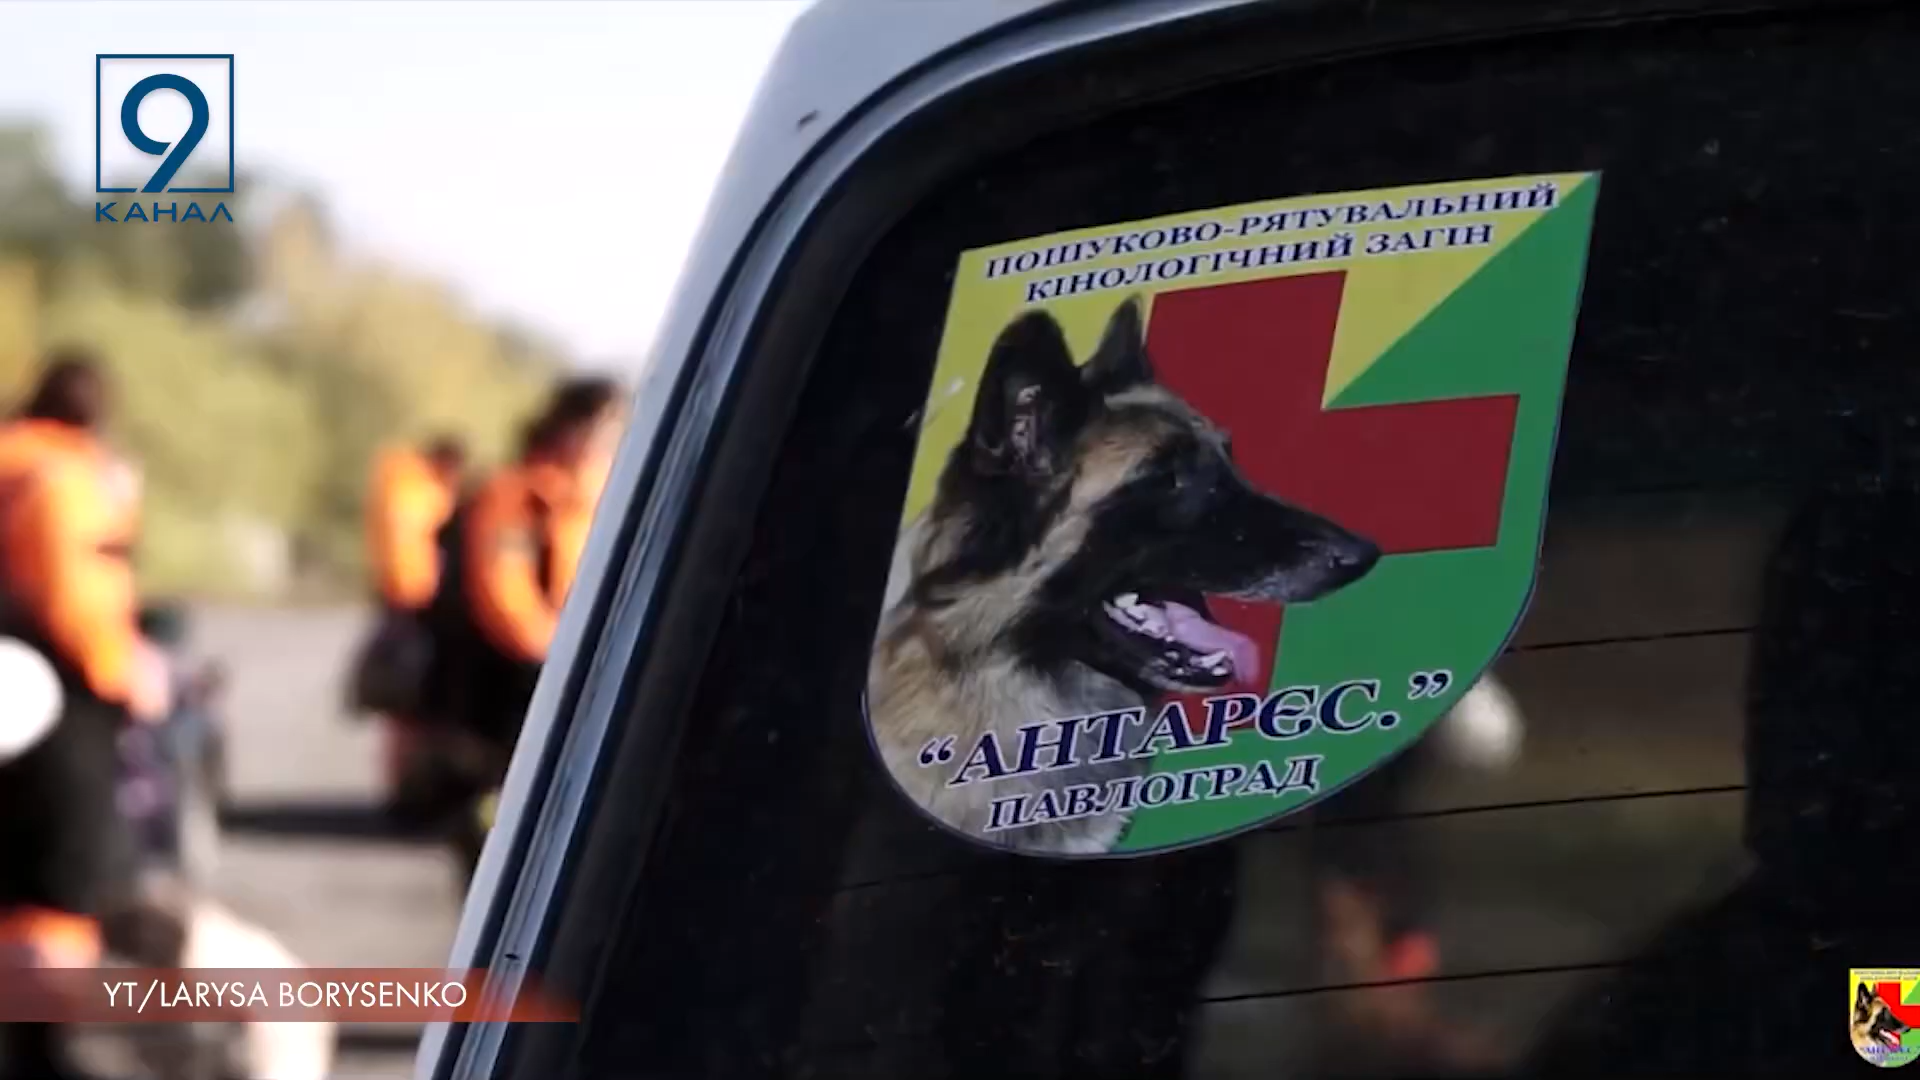 9
КАНАЛ
ПОШУКОВО-РЯТУВАЛЬНИЙ
КІНОЛОГІЧНИЙ ЗАГІН
“АНТАРЄС.”
ПАВЛОГРАД
YT/LARYSA BORYSENKO